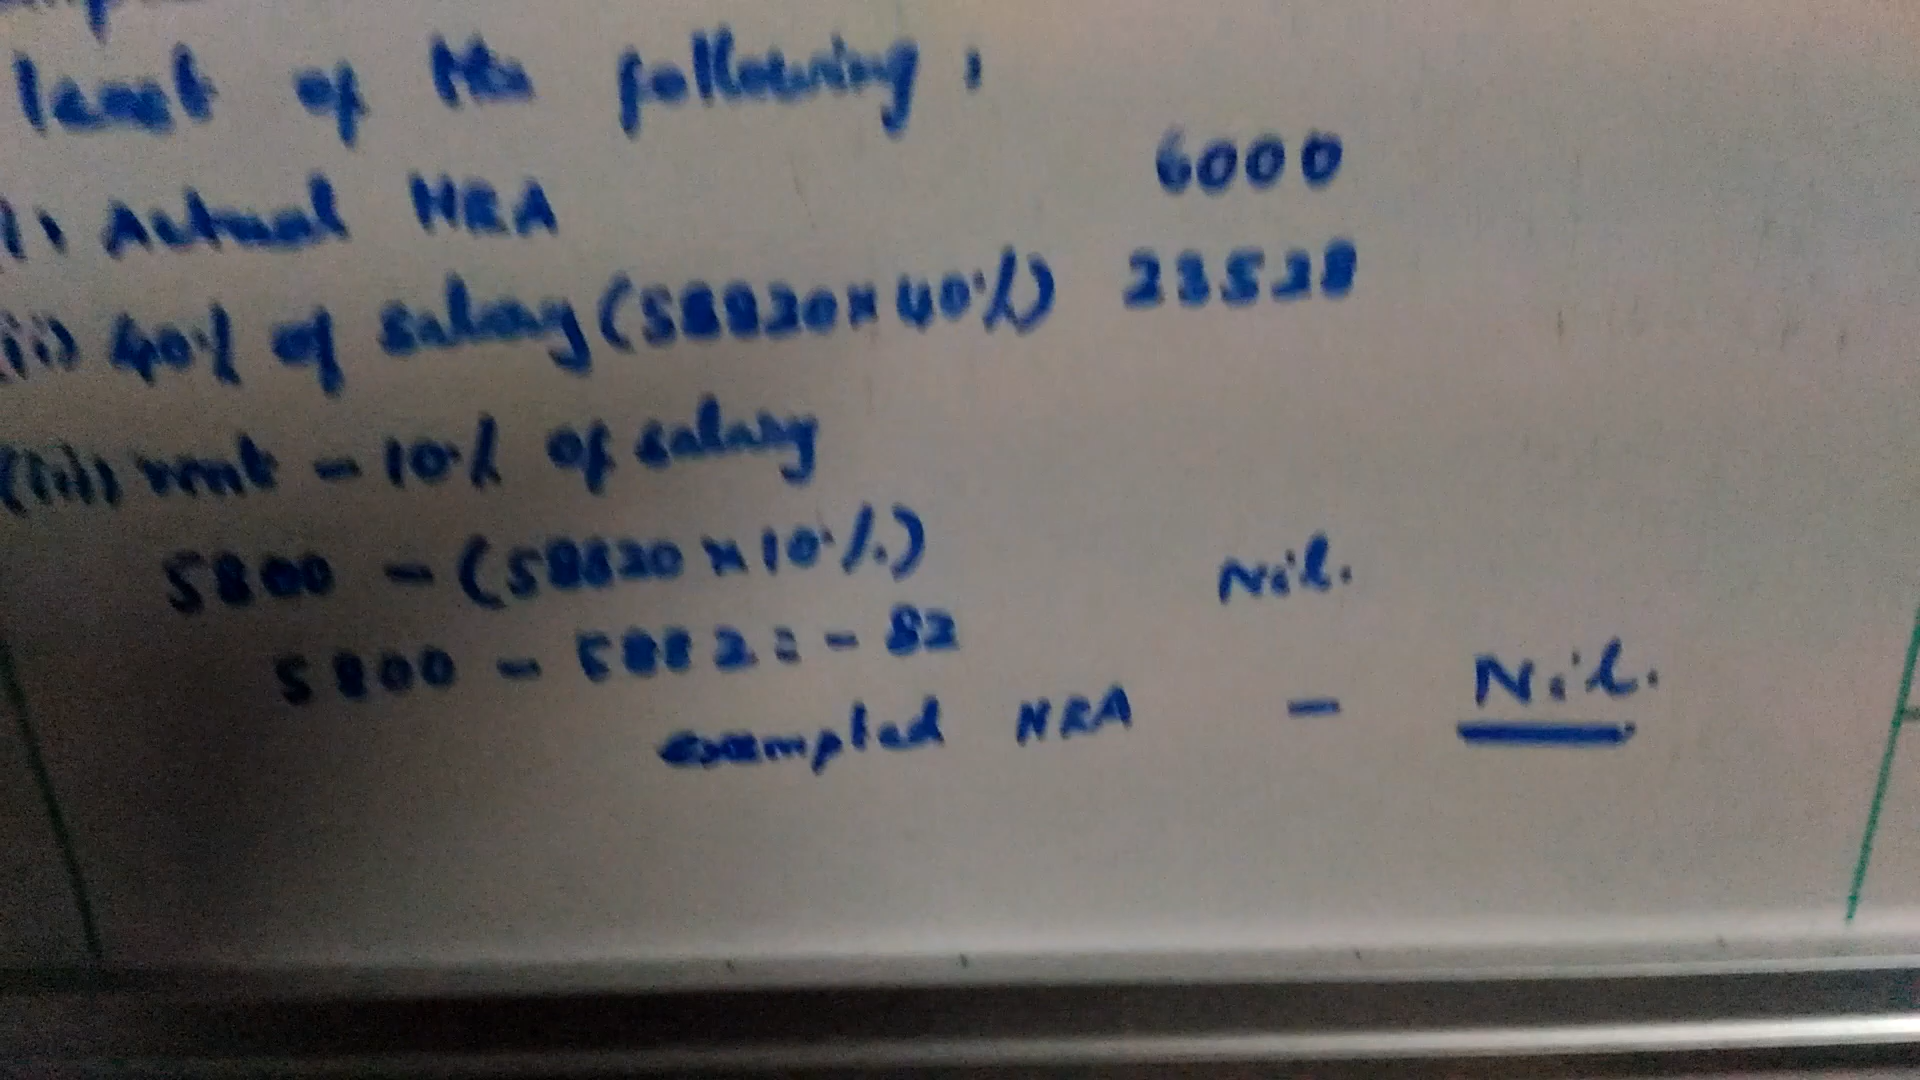 least of the following :
i) Actual HRA 6000
(ii) 40% of salary (58820 x 40%) 23528
(iii) rent - 10% of salary
5800 - (58820 x 10%.) Nil.
5800 - 5882 = - 82
exempted HRA - Nil.